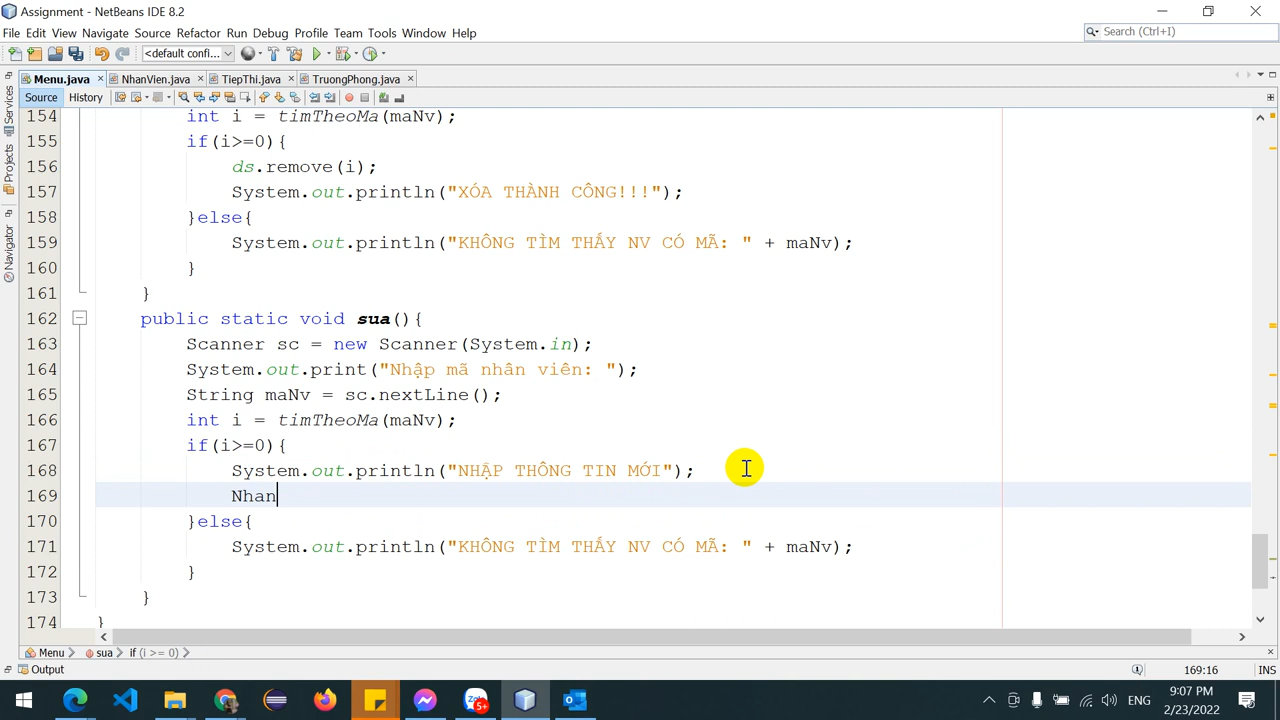 Assignment - NetBeans IDE 8.2
File Edit View Navigate Source Refactor Run Debug Profile Team Tools Window Help
<default confi... Search (Ctrl+I)
Menu.java NhanVien.java TiepThi.java TruongPhong.java
Source History
Services
Projects
Navigator
154 int i = timTheoMa(maNv);
155 if(i>=0){
156 ds.remove(i);
157 System.out.println("XÓA THÀNH CÔNG!!!");
158 }else{
159 System.out.println("KHÔNG TÌM THẤY NV CÓ MÃ: " + maNv);
160 }
161 }
162 public static void sua(){
163 Scanner sc = new Scanner(System.in);
164 System.out.print("Nhập mã nhân viên: ");
165 String maNv = sc.nextLine();
166 int i = timTheoMa(maNv);
167 if(i>=0){
168 System.out.println("NHẬP THÔNG TIN MỚI");
169 Nhan
170 }else{
171 System.out.println("KHÔNG TÌM THẤY NV CÓ MÃ: " + maNv);
172 }
173 }
174 }
Menu sua if (i >= 0)
Output 169:16 INS
5+ ENG 9:07 PM
2/23/2022